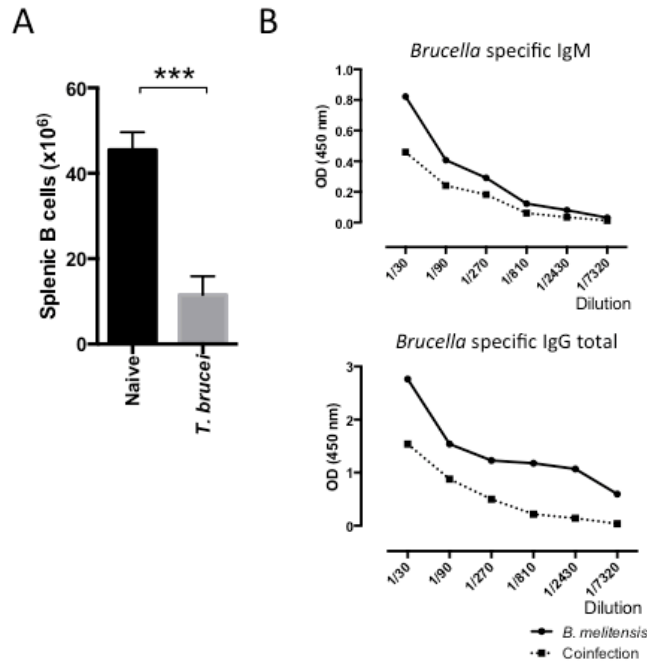 A
B
***
Splenic B cells (x10⁶)
60
40
20
0
Naive
T. brucei
Brucella specific IgM
OD (450 nm)
1.0
0.8
0.6
0.4
0.2
0.0
1/30
1/90
1/270
1/810
1/2430
1/7320
Dilution
Brucella specific IgG total
OD (450 nm)
3
2
1
0
1/30
1/90
1/270
1/810
1/2430
1/7320
Dilution
B. melitensis
Coinfection